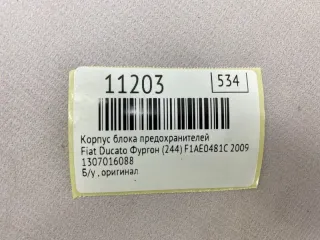 11203 534
Корпус блока предохранителей
Fiat Ducato Фургон (244) F1AE0481C 2009
1307016088
Б/у , оригинал